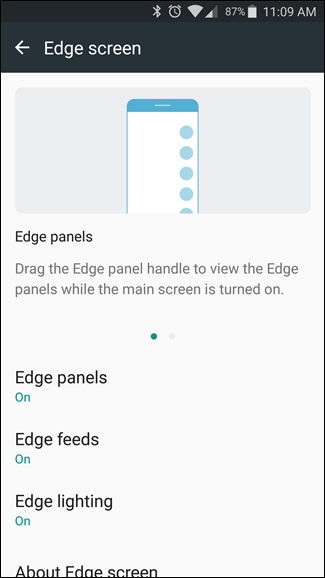 87% 11:09 AM
Edge screen
Edge panels
Drag the Edge panel handle to view the Edge
panels while the main screen is turned on.
Edge panels
On
Edge feeds
On
Edge lighting
On
About Edge screen